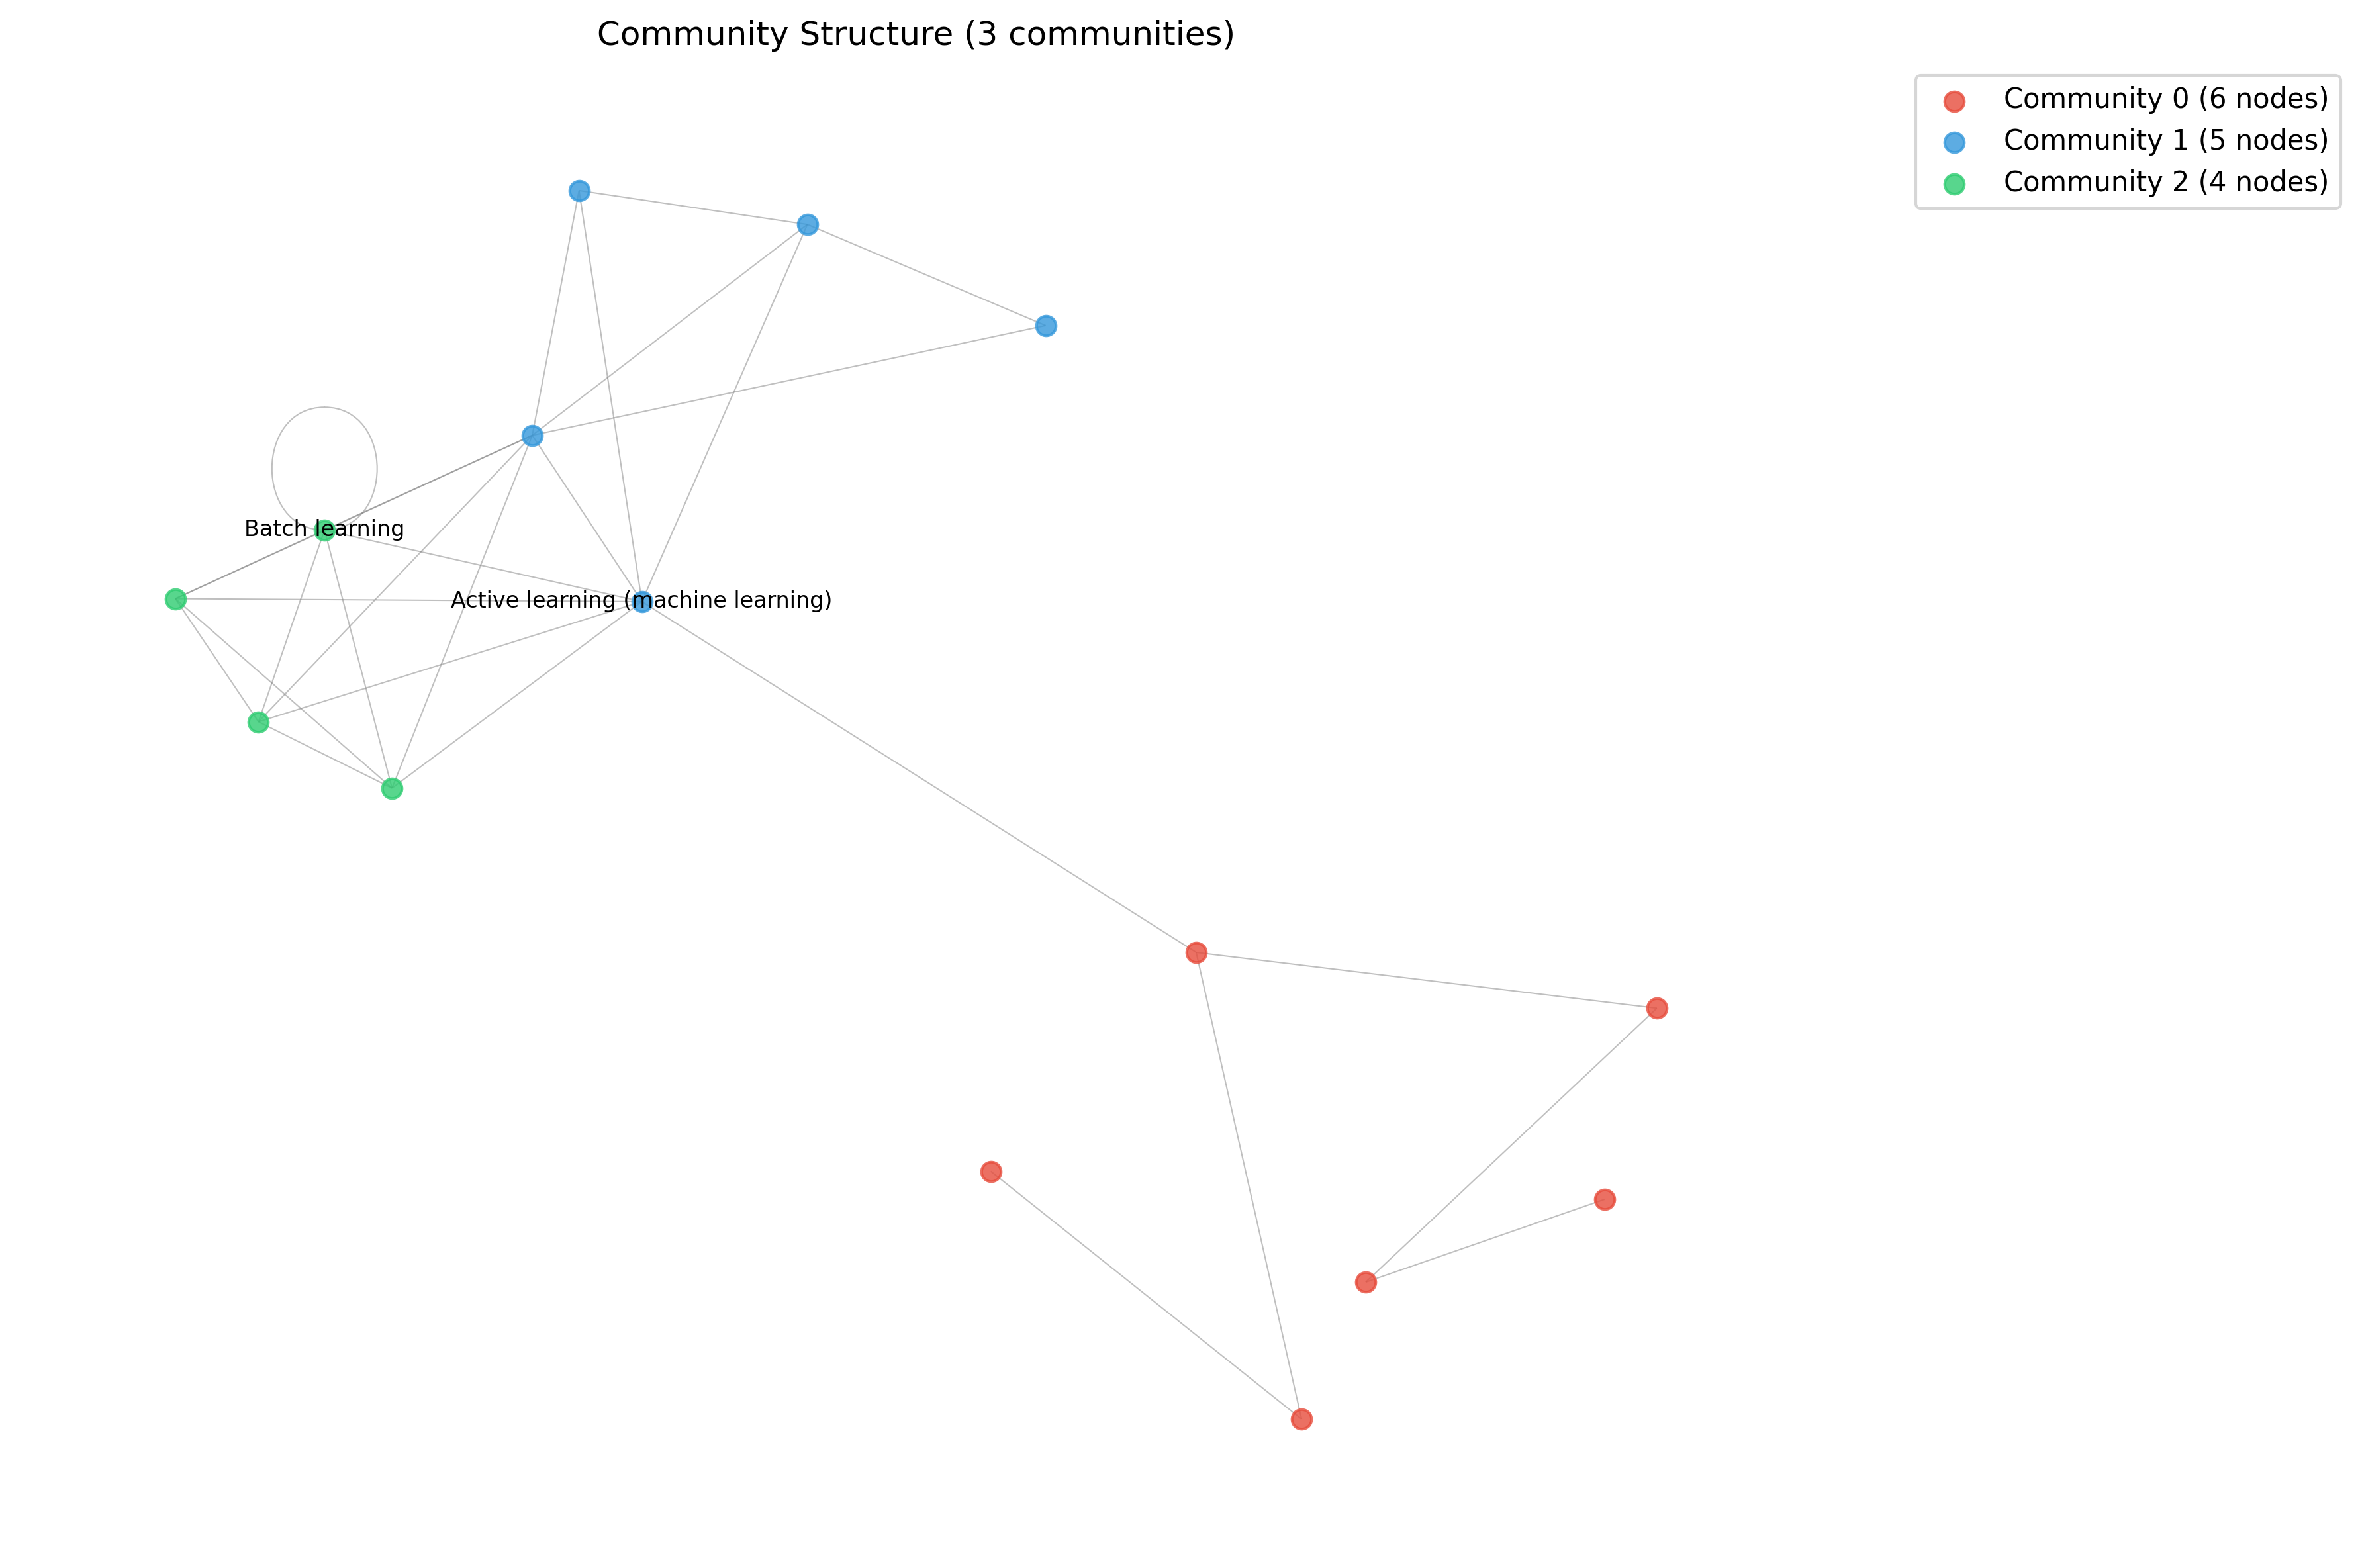 Community Structure (3 communities)
Community 0 (6 nodes)
Community 1 (5 nodes)
Community 2 (4 nodes)
Batch learning
Active learning (machine learning)